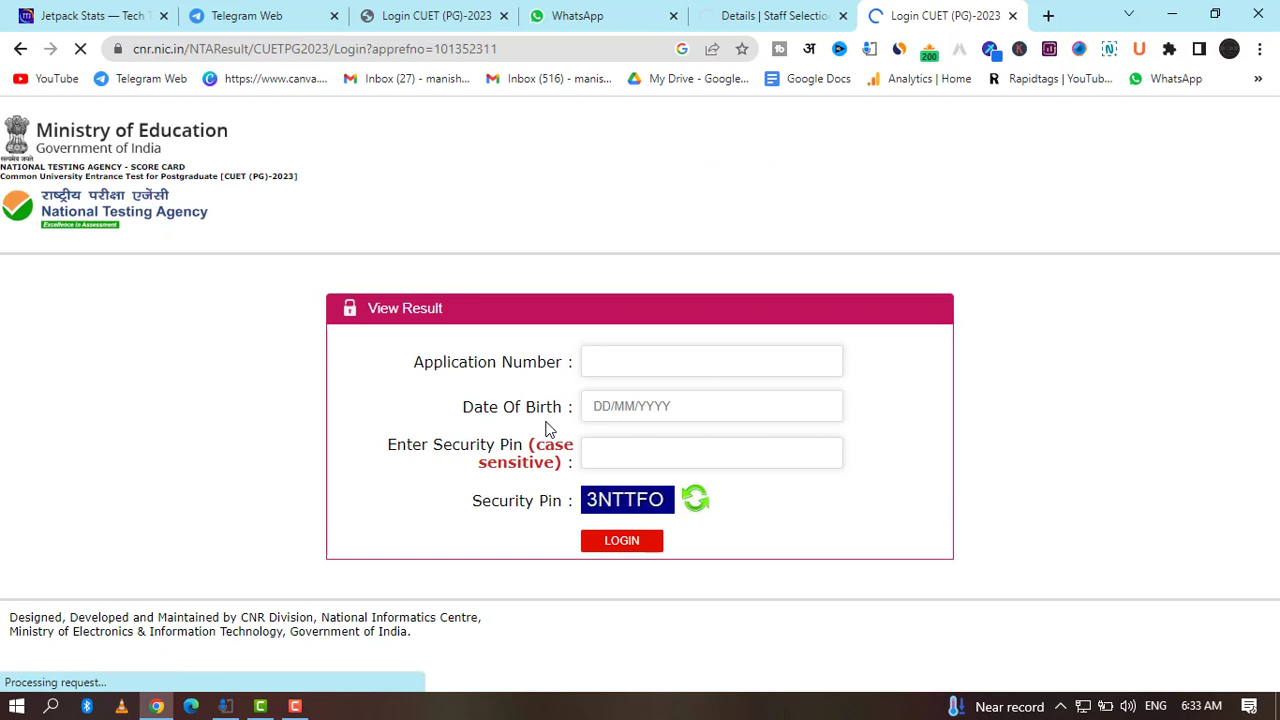 Jetpack Stats — Tech T
Telegram Web
Login CUET (PG)-2023
WhatsApp
Details | Staff Selectio
Login CUET (PG)-2023
cnr.nic.in/NTAResult/CUETPG2023/Login?apprefno=101352311
अ
200
YouTube
Telegram Web
https://www.canva....
Inbox (27) - manish...
Inbox (516) - manis...
My Drive - Google...
Google Docs
Analytics | Home
Rapidtags | YouTub...
WhatsApp
Ministry of Education
Government of India
सत्यमेव जयते
NATIONAL TESTING AGENCY - SCORE CARD
Common University Entrance Test for Postgraduate [CUET (PG)-2023]
राष्ट्रीय परीक्षा एजेंसी
National Testing Agency
Excellence in Assessment
View Result
Application Number :
Date Of Birth : DD/MM/YYYY
Enter Security Pin (case
sensitive) :
Security Pin : 3NTTFO
LOGIN
Designed, Developed and Maintained by CNR Division, National Informatics Centre,
Ministry of Electronics & Information Technology, Government of India.
Processing request...
Near record
ENG
6:33 AM